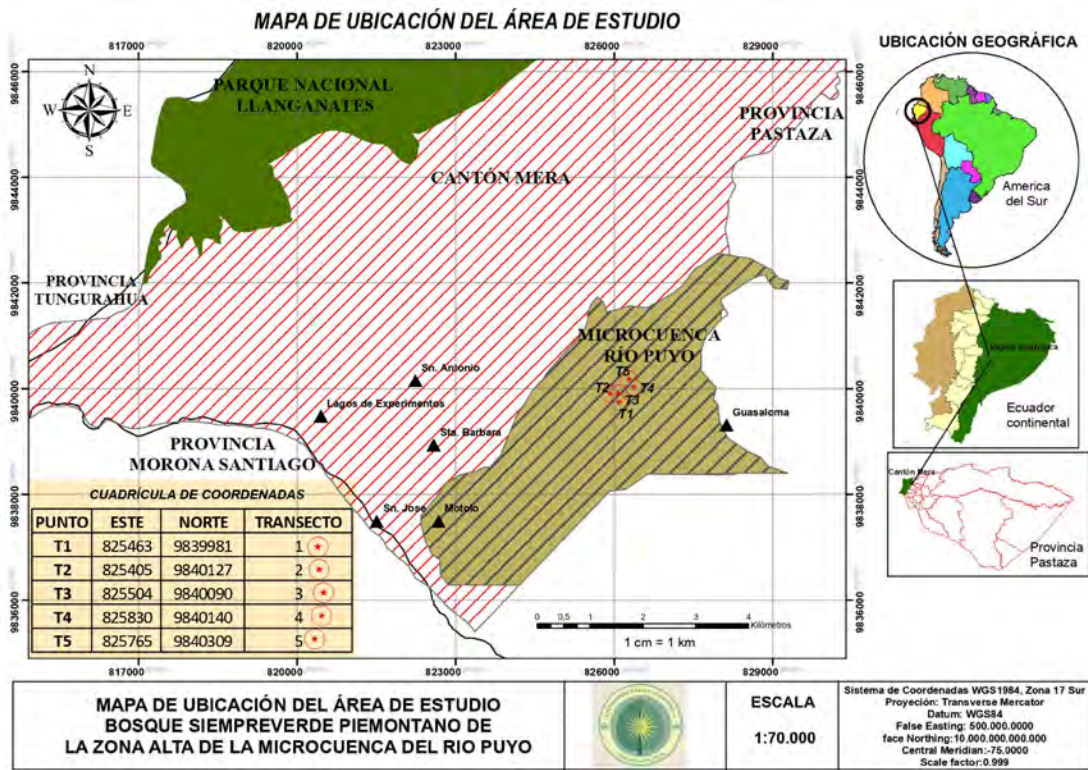 MAPA DE UBICACIÓN DEL ÁREA DE ESTUDIO
817000 820000 823000 826000 829000
9846000
9844000
9842000
9840000
9838000
9836000
N
W E
S
PARQUE NACIONAL
LLANGANATES
PROVINCIA
PASTAZA
CANTÓN MERA
PROVINCIA
TUNGURAHUA
MICROCUENCA
RÍO PUYO
T5
T2 T4
T3
T1
Sn. Antonio
Lagos de Experimentos
Sta. Barbara
Guasaloma
PROVINCIA
MORONA SANTIAGO
Sn. Jose
Motolo
CUADRÍCULA DE COORDENADAS
PUNTO ESTE NORTE TRANSECTO
T1 825463 9839981 1
T2 825405 9840127 2
T3 825504 9840090 3
T4 825830 9840140 4
T5 825765 9840309 5
0 0,5 1 2 3 4
Kilómetros
1 cm = 1 km
9846000
9844000
9842000
9840000
9838000
9836000
817000 820000 823000 826000 829000
UBICACIÓN GEOGRÁFICA
America
del Sur
Ecuador
continental
Cantón Mera
Provincia
Pastaza
MAPA DE UBICACIÓN DEL ÁREA DE ESTUDIO
BOSQUE SIEMPREVERDE PIEMONTANO DE
LA ZONA ALTA DE LA MICROCUENCA DEL RIO PUYO
ESCALA
1:70.000
Sistema de Coordenadas WGS1984, Zona 17 Sur
Proyeción: Transverse Mercator
Datum: WGS84
False Easting: 500.000.0000
face Northing:10.000.000.000.000
Central Meridian:-75.0000
Scale factor:0.999